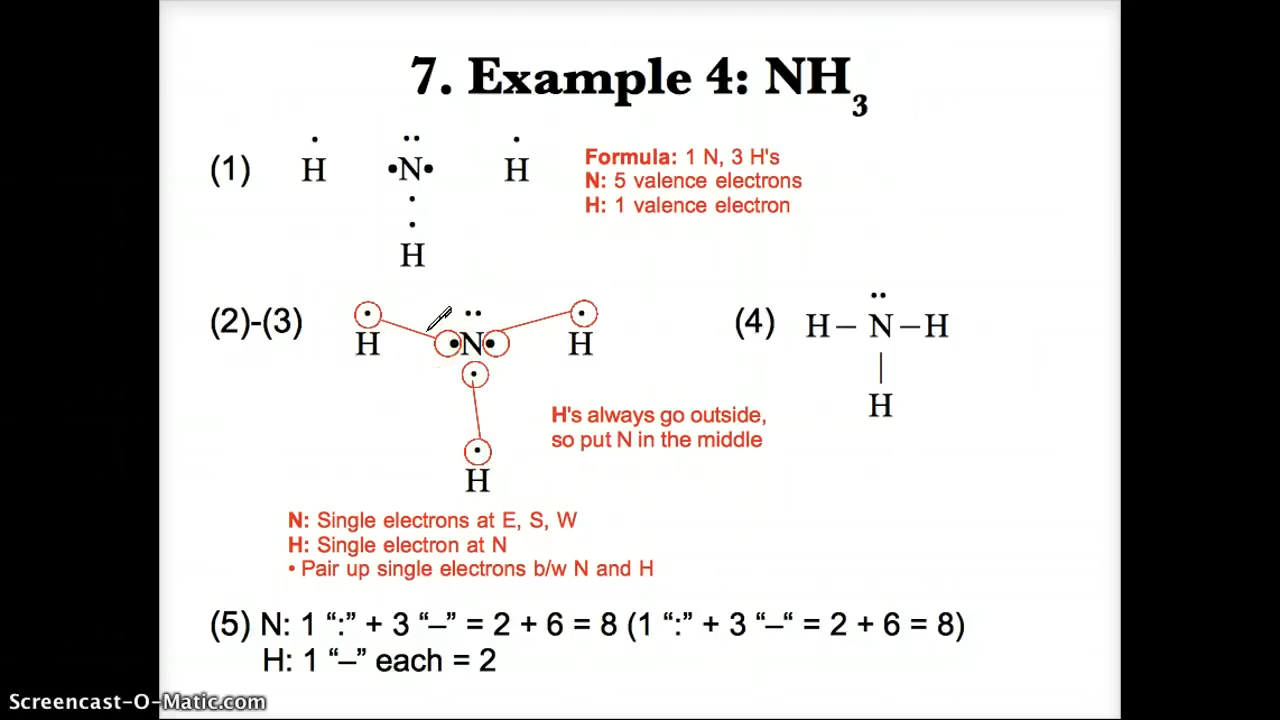 7. Example 4: NH3
(1) H N H
H
Formula: 1 N, 3 H's
N: 5 valence electrons
H: 1 valence electron
(2)-(3) H N H
H
H's always go outside,
so put N in the middle
(4) H – N – H
|
H
N: Single electrons at E, S, W
H: Single electron at N
• Pair up single electrons b/w N and H
(5) N: 1 “:” + 3 “–” = 2 + 6 = 8 (1 “:” + 3 “–“ = 2 + 6 = 8)
H: 1 “–” each = 2
Screencast-O-Matic.com